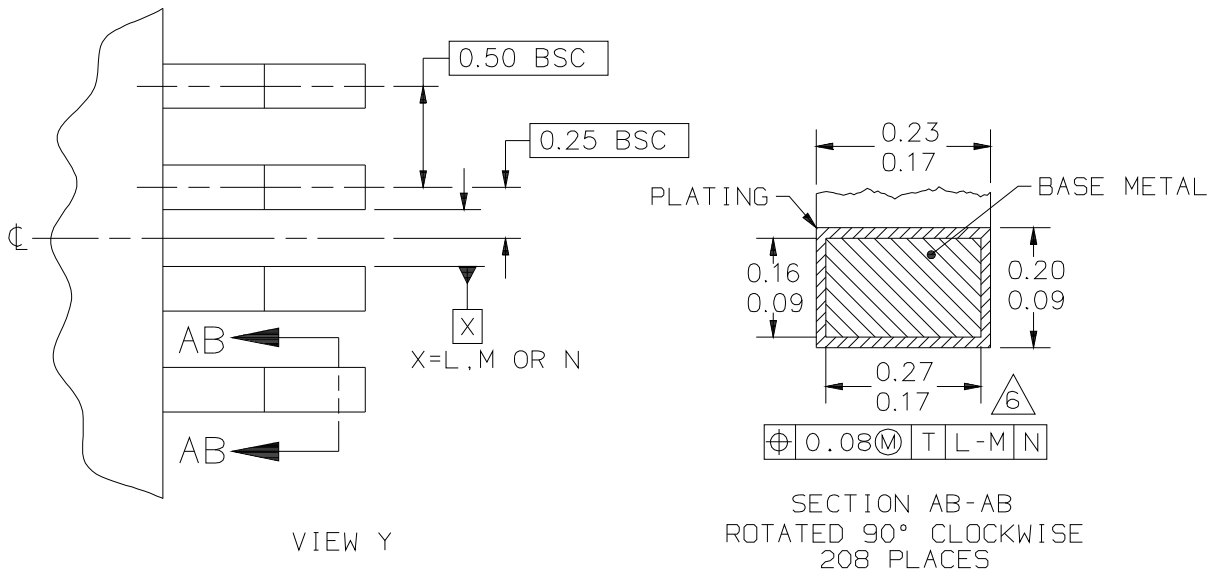 0.50 BSC
0.25 BSC
℄
X
X=L,M OR N
AB
AB
VIEW Y
0.23
0.17
PLATING
BASE METAL
0.16
0.09
0.20
0.09
0.27
0.17
6
⌖ 0.08Ⓜ T L-M N
SECTION AB-AB
ROTATED 90° CLOCKWISE
208 PLACES